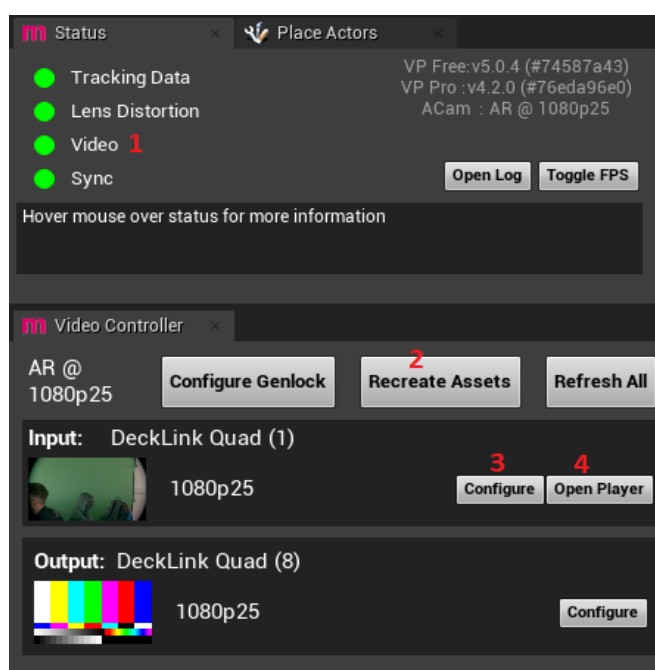 Status
Place Actors
Tracking Data
Lens Distortion
Video 1
Sync
VP Free:v5.0.4 (#74587a43)
VP Pro :v4.2.0 (#76eda96e0)
ACam : AR @ 1080p25
Open Log
Toggle FPS
Hover mouse over status for more information
Video Controller
AR @
1080p25
Configure Genlock
2
Recreate Assets
Refresh All
Input: DeckLink Quad (1)
1080p25
3
Configure
4
Open Player
Output: DeckLink Quad (8)
1080p25
Configure